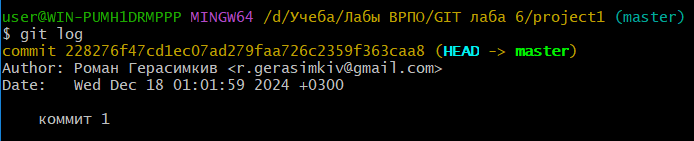 user@WIN-PUMH1DRMPPP MINGW64 /d/Учеба/Лабы ВРПО/GIT лаба 6/project1 (master)
$ git log
commit 228276f47cd1ec07ad279faa726c2359f363caa8 (HEAD -> master)
Author: Роман Герасимкив <r.gerasimkiv@gmail.com>
Date:   Wed Dec 18 01:01:59 2024 +0300
    коммит 1